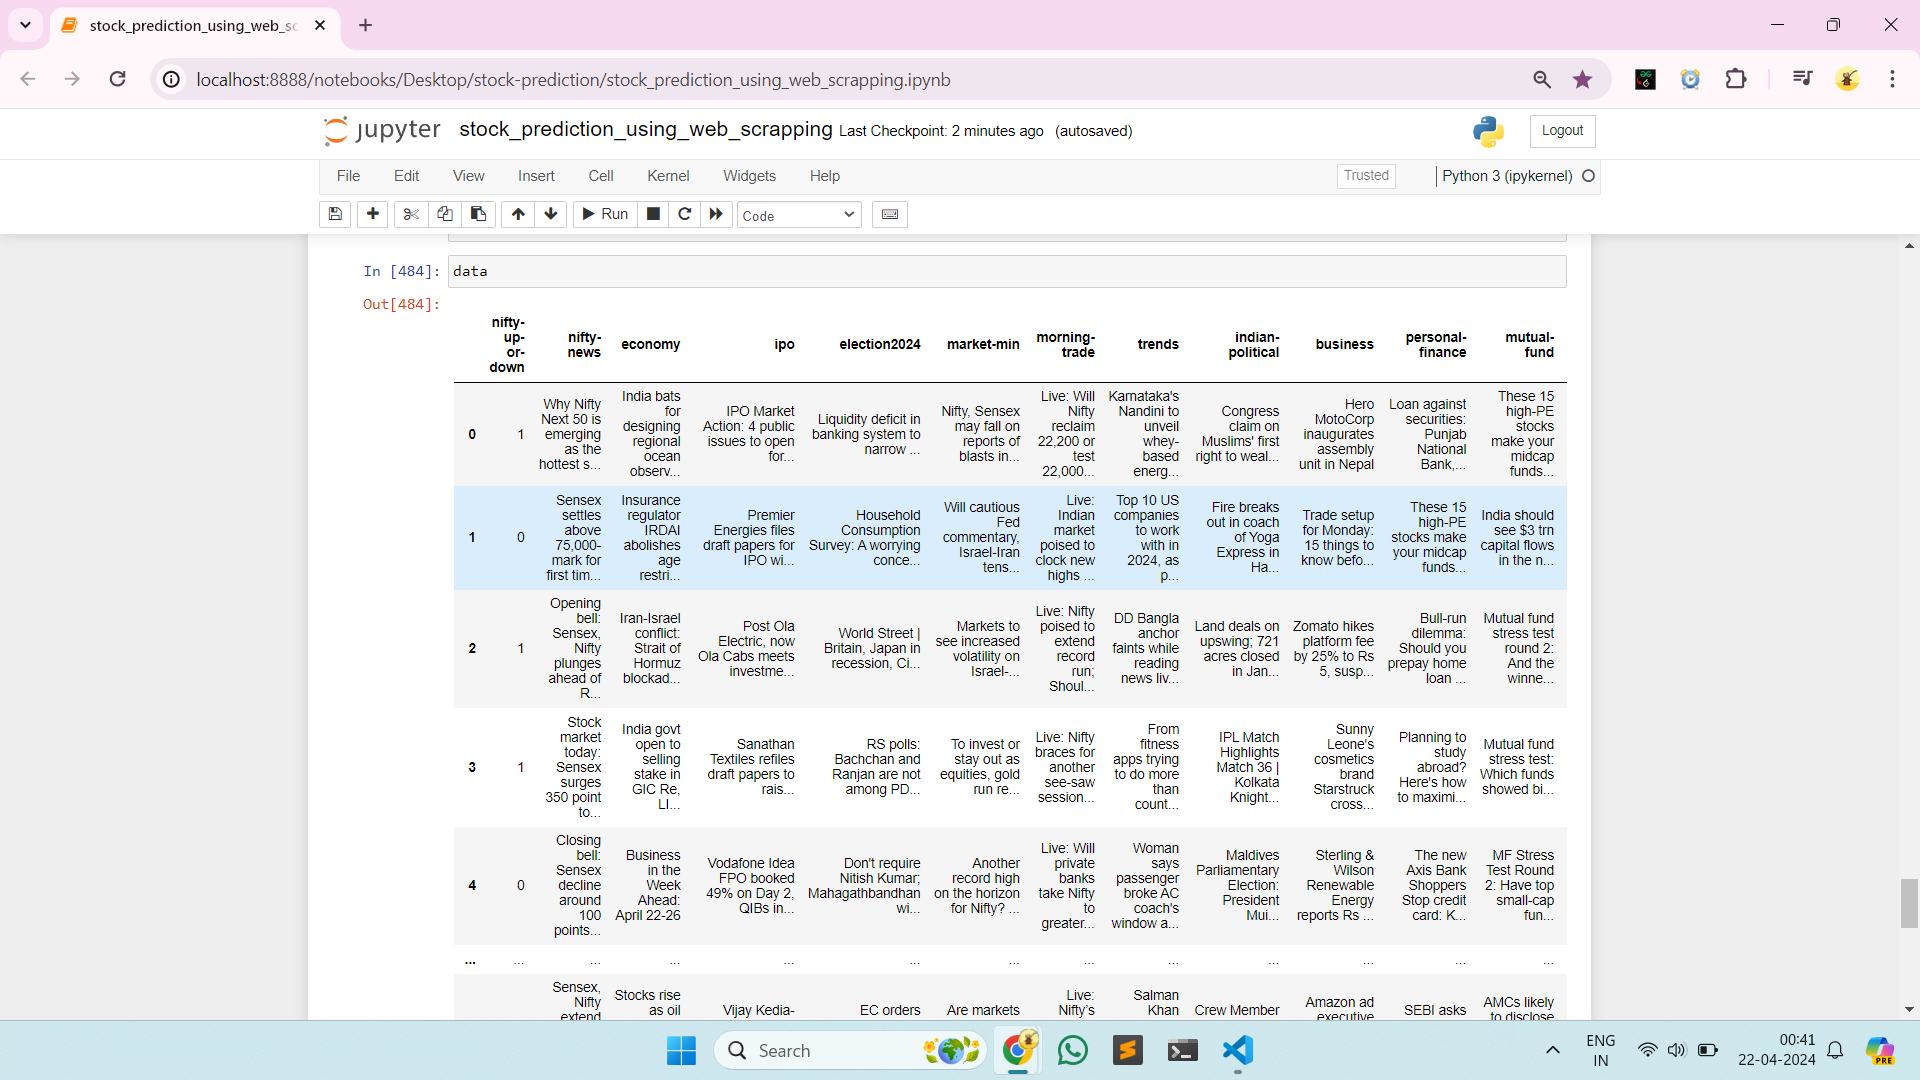 stock_prediction_using_web_sc
localhost:8888/notebooks/Desktop/stock-prediction/stock_prediction_using_web_scrapping.ipynb
jupyter stock_prediction_using_web_scrapping Last Checkpoint: 2 minutes ago (autosaved)
Logout
File Edit View Insert Cell Kernel Widgets Help Trusted Python 3 (ipykernel)
Run Code
In [484]: data
Out[484]:
nifty-up-or-down nifty-news economy ipo election2024 market-min morning-trade trends indian-political business personal-finance mutual-fund
0 1 Why Nifty Next 50 is emerging as the hottest s... India bats for designing regional ocean observ... IPO Market Action: 4 public issues to open for... Liquidity deficit in banking system to narrow ... Nifty, Sensex may fall on reports of blasts in... Live: Will Nifty reclaim 22,200 or test 22,000... Karnataka's Nandini to unveil whey-based energ... Congress claim on Muslims' first right to weal... Hero MotoCorp inaugurates assembly unit in Nepal Loan against securities: Punjab National Bank,... These 15 high-PE stocks make your midcap funds...
1 0 Sensex settles above 75,000-mark for first tim... Insurance regulator IRDAI abolishes age restri... Premier Energies files draft papers for IPO wi... Household Consumption Survey: A worrying conce... Will cautious Fed commentary, Israel-Iran tens... Live: Indian market poised to clock new highs ... Top 10 US companies to work with in 2024, as p... Fire breaks out in coach of Yoga Express in Ha... Trade setup for Monday: 15 things to know befo... These 15 high-PE stocks make your midcap funds... India should see $3 trn capital flows in the n...
2 1 Opening bell: Sensex, Nifty plunges ahead of R... Iran-Israel conflict: Strait of Hormuz blockad... Post Ola Electric, now Ola Cabs meets investme... World Street | Britain, Japan in recession, Ci... Markets to see increased volatility on Israel-... Live: Nifty poised to extend record run; Shoul... DD Bangla anchor faints while reading news liv... Land deals on upswing; 721 acres closed in Jan... Zomato hikes platform fee by 25% to Rs 5, susp... Bull-run dilemma: Should you prepay home loan ... Mutual fund stress test round 2: And the winne...
3 1 Stock market today: Sensex surges 350 point to... India govt open to selling stake in GIC Re, LI... Sanathan Textiles refiles draft papers to rais... RS polls: Bachchan and Ranjan are not among PD... To invest or stay out as equities, gold run re... Live: Nifty braces for another see-saw session... From fitness apps trying to do more than count... IPL Match Highlights Match 36 | Kolkata Knight... Sunny Leone's cosmetics brand Starstruck cross... Planning to study abroad? Here's how to maximi... Mutual fund stress test: Which funds showed bi...
4 0 Closing bell: Sensex decline around 100 points... Business in the Week Ahead: April 22-26 Vodafone Idea FPO booked 49% on Day 2, QIBs in... Don't require Nitish Kumar; Mahagathbandhan wi... Another record high on the horizon for Nifty? ... Live: Will private banks take Nifty to greater... Woman says passenger broke AC coach's window a... Maldives Parliamentary Election: President Mui... Sterling & Wilson Renewable Energy reports Rs ... The new Axis Bank Shoppers Stop credit card: K... MF Stress Test Round 2: Have top small-cap fun...
... ... ... ... ... ... ... ... ... ... ... ... ...
Sensex, Nifty extend Stocks rise as oil Vijay Kedia- EC orders Are markets Live: Nifty's Salman Khan Crew Member Amazon ad executive SEBI asks AMCs likely to disclose
Search
ENG
IN
00:41
22-04-2024
PRE